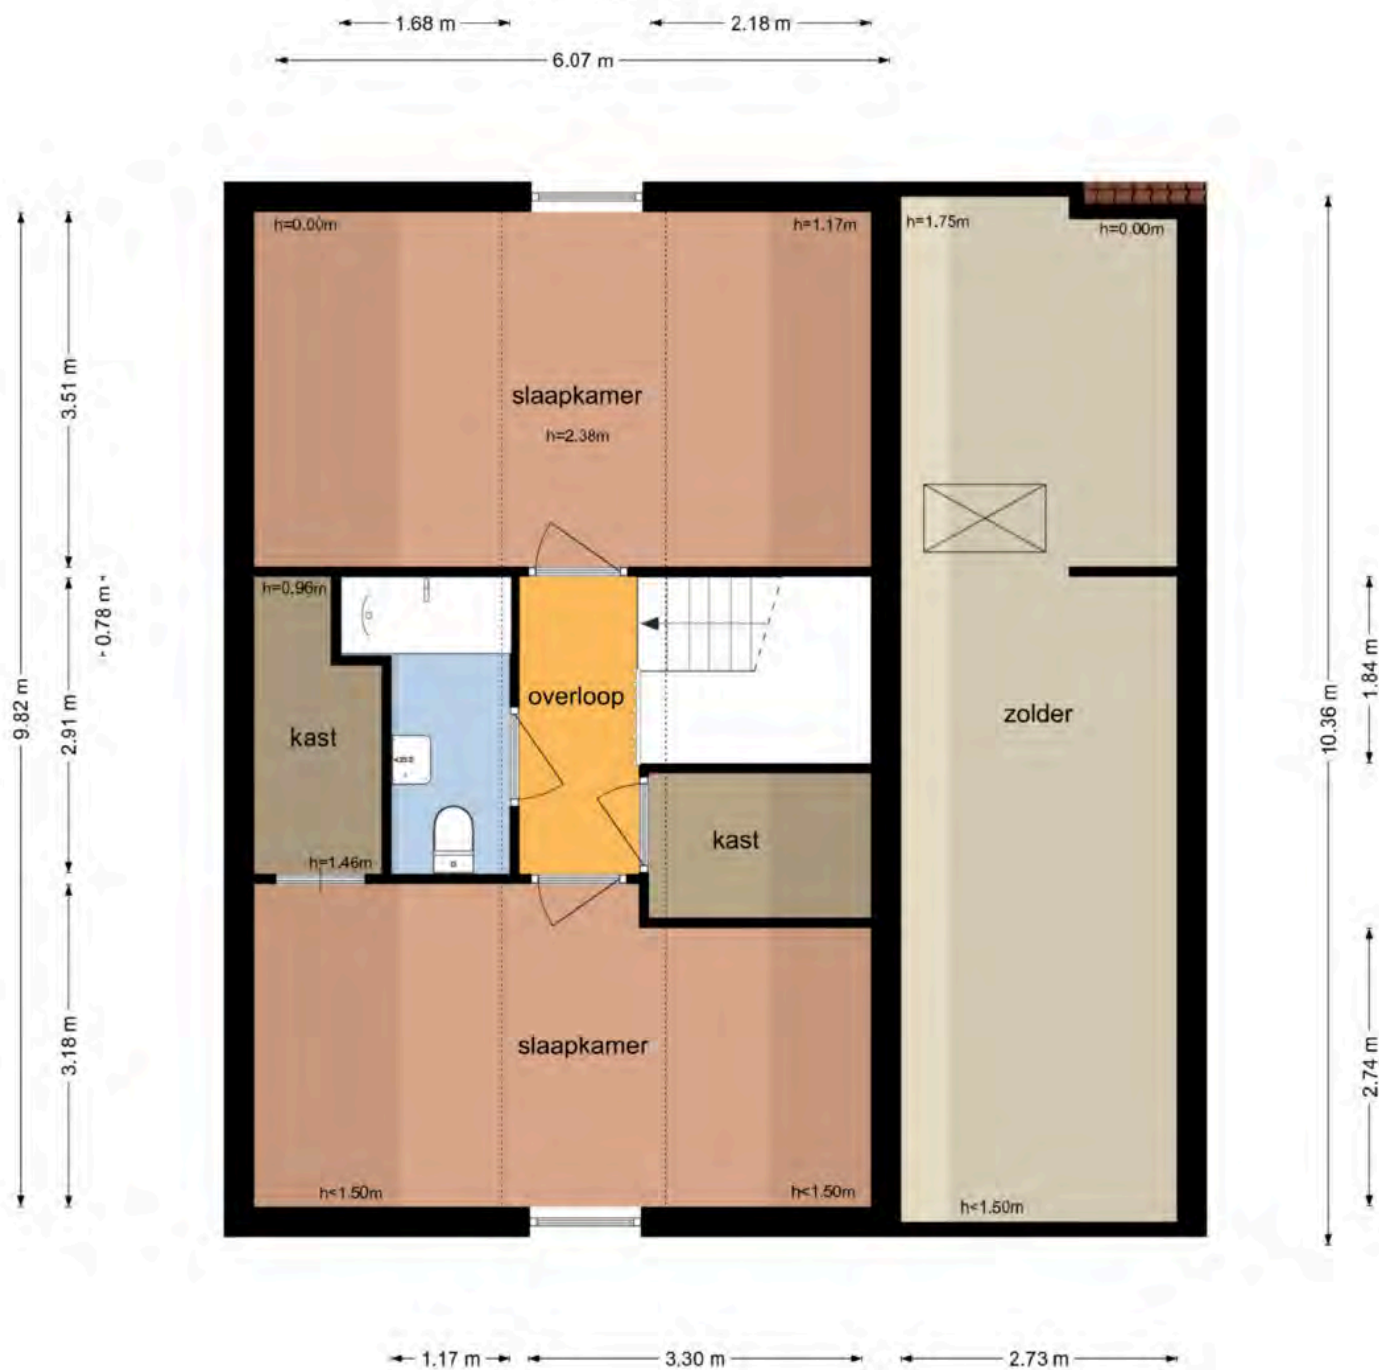 1.68 m
2.18 m
6.07 m
h=0.00m
h=1.17m
h=1.75m
h=0.00m
3.51 m
slaapkamer
h=2.38m
h=0.96m
0.78 m
overloop
kast
zolder
1.84 m
9.82 m
2.91 m
10.36 m
kast
h=1.46m
3.18 m
slaapkamer
2.74 m
h<1.50m
h<1.50m
h<1.50m
1.17 m
3.30 m
2.73 m